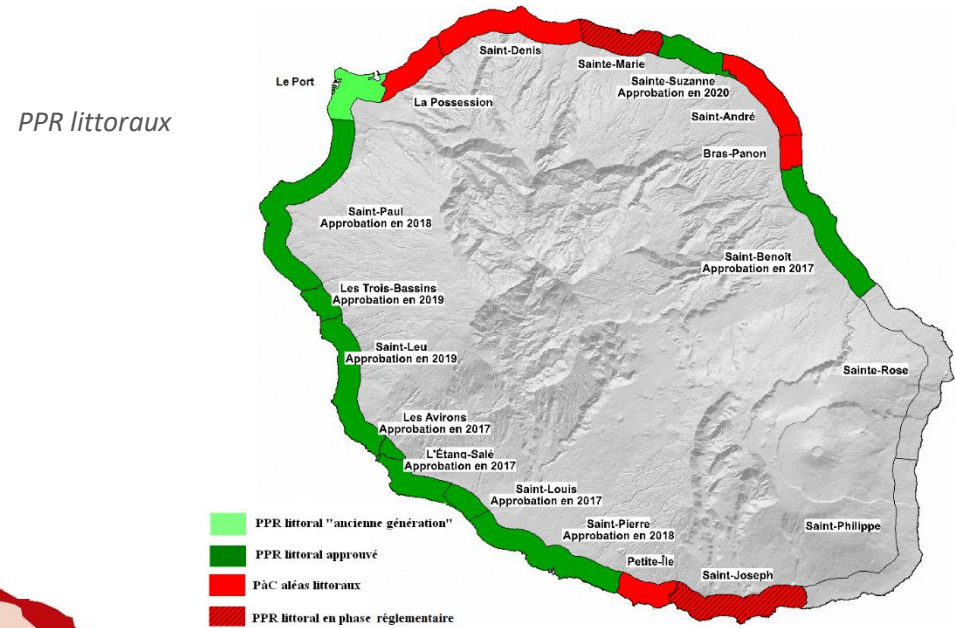 PPR littoraux
Saint-Denis
Sainte-Marie
Le Port
Sainte-Suzanne
Approbation en 2020
La Possession
Saint-André
Bras-Panon
Saint-Paul
Approbation en 2018
Saint-Benoît
Approbation en 2017
Les Trois-Bassins
Approbation en 2019
Saint-Leu
Approbation en 2019
Sainte-Rose
Les Avirons
Approbation en 2017
L'Étang-Salé
Approbation en 2017
Saint-Louis
Approbation en 2017
Saint-Pierre
Approbation en 2018
Saint-Philippe
Petite-Île
Saint-Joseph
PPR littoral "ancienne génération"
PPR littoral approuvé
PàC aléas littoraux
PPR littoral en phase réglementaire